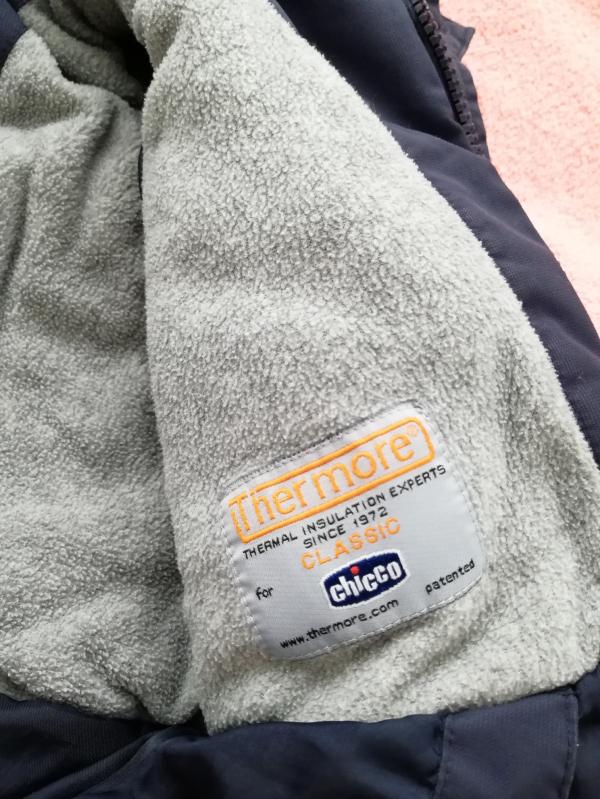 Thermore®
THERMAL INSULATION EXPERTS
SINCE 1972
CLASSIC
for
chicco
patented
www.thermore.com